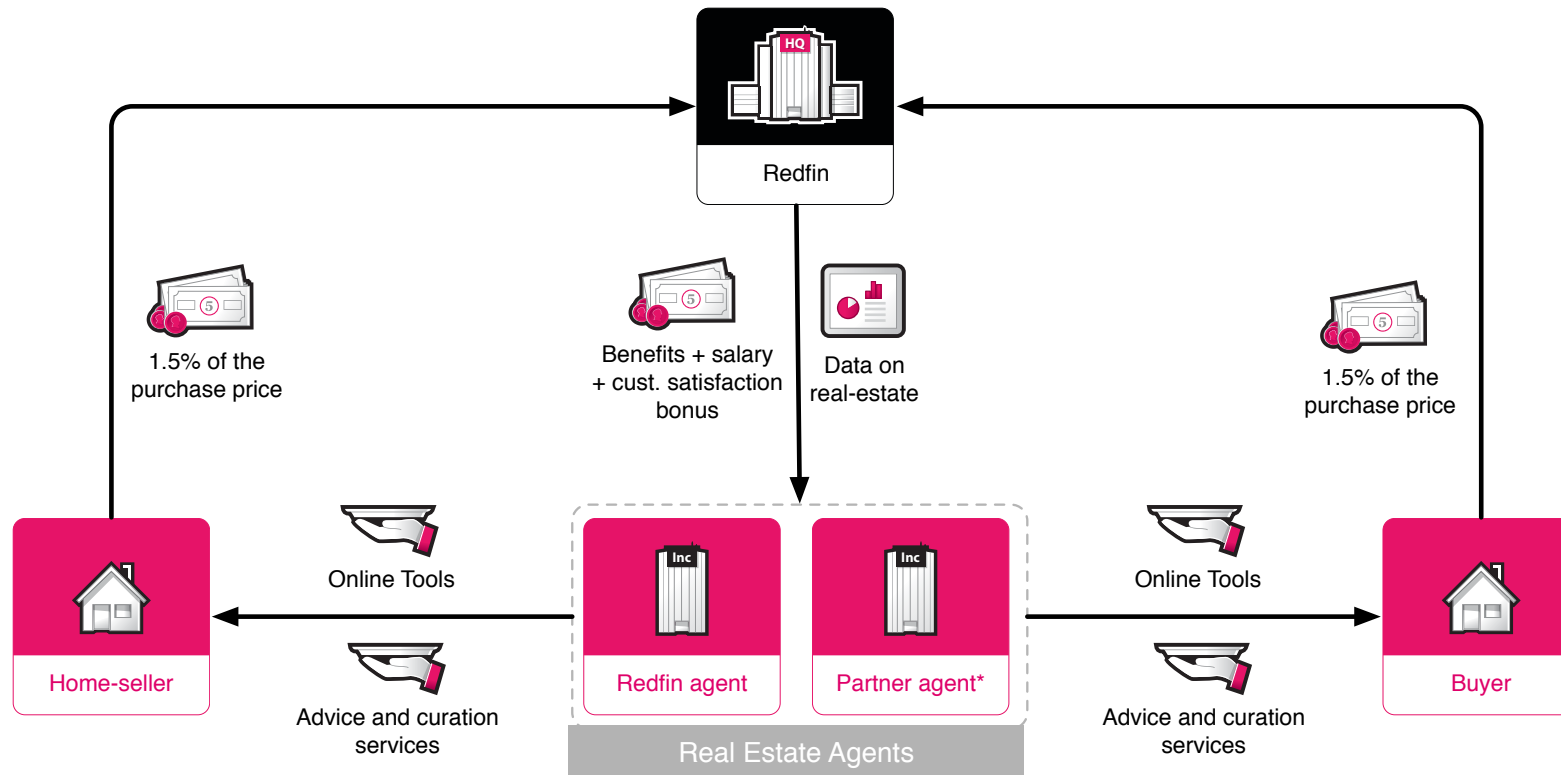 HQ
Redfin
5
1.5% of the
purchase price
5
Benefits + salary
+ cust. satisfaction
bonus
Data on
real-estate
5
1.5% of the
purchase price
Home-seller
Online Tools
Advice and curation
services
Inc
Redfin agent
Inc
Partner agent*
Real Estate Agents
Online Tools
Advice and curation
services
Buyer